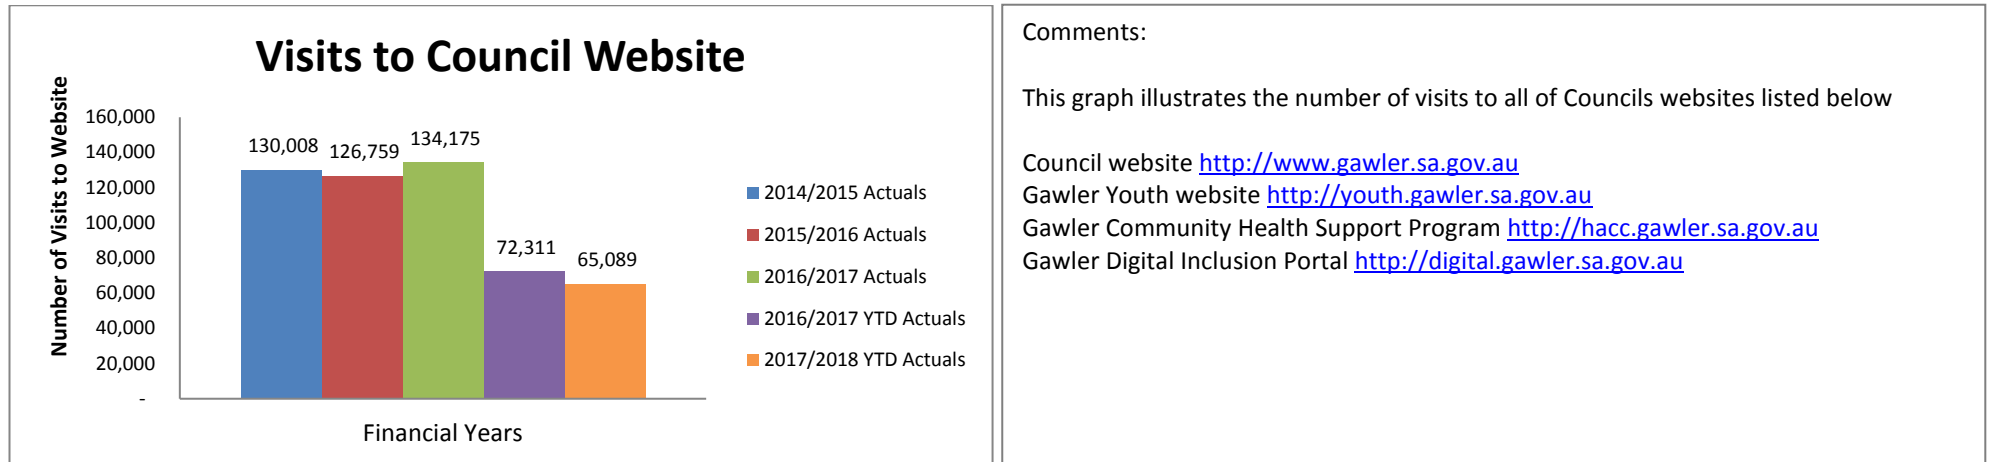 Visits to Council Website
Number of Visits to Website
160,000
140,000
120,000
100,000
80,000
60,000
40,000
20,000
-
130,008
126,759
134,175
72,311
65,089
Financial Years
2014/2015 Actuals
2015/2016 Actuals
2016/2017 Actuals
2016/2017 YTD Actuals
2017/2018 YTD Actuals
Comments:
This graph illustrates the number of visits to all of Councils websites listed below
Council website http://www.gawler.sa.gov.au
Gawler Youth website http://youth.gawler.sa.gov.au
Gawler Community Health Support Program http://hacc.gawler.sa.gov.au
Gawler Digital Inclusion Portal http://digital.gawler.sa.gov.au